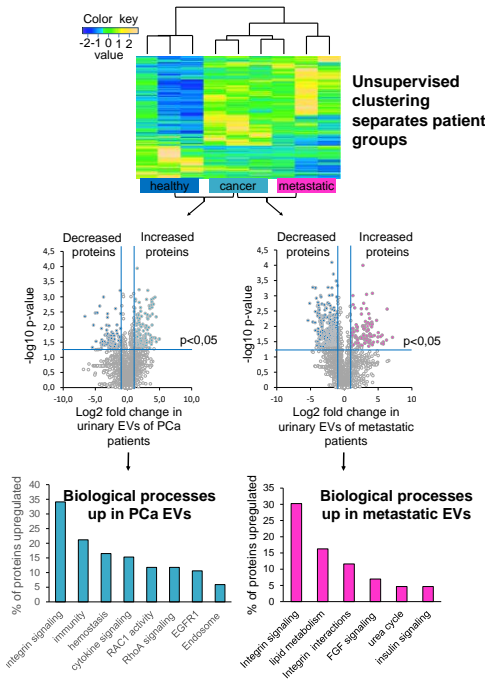 Color key
-2-1 0 1 2
value
Unsupervised
clustering
separates patient
groups
healthy
cancer
metastatic
Decreased
proteins
Increased
proteins
4,5
4,0
3,5
3,0
2,5
2,0
1,5
1,0
0,5
0,0
-log10 p-value
p<0,05
-10,0
-5,0
0,0
5,0
10,0
Log2 fold change in
urinary EVs of PCa
patients
Decreased
proteins
Increased
proteins
4,5
4
3,5
3
2,5
2
1,5
1
0,5
0
-log10 p-value
p<0,05
-10
-5
0
5
10
Log2 fold change in
urinary EVs of metastatic
patients
Biological processes
up in PCa EVs
% of proteins upregulated
40
35
30
25
20
15
10
5
0
integrin signaling
immunity
hemostasis
cytokine signaling
RAC1 activity
RhoA signaling
EGFR1
Endosome
Biological processes
up in metastatic EVs
% of proteins upregulated
35
30
25
20
15
10
5
0
Integrin signaling
lipid metabolism
Integrin interactions
FGF signaling
urea cycle
insulin signaling